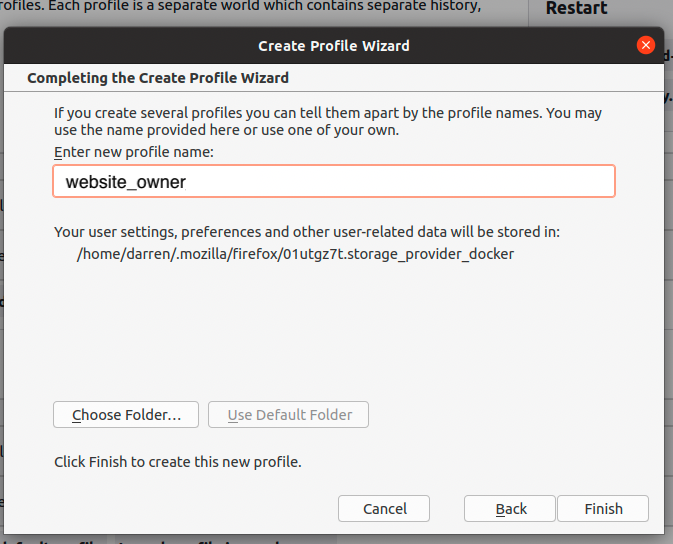 rofiles. Each profile is a separate world which contains separate history,
Restart
Create Profile Wizard
Completing the Create Profile Wizard
If you create several profiles you can tell them apart by the profile names. You may
use the name provided here or use one of your own.
Enter new profile name:
website_owner
Your user settings, preferences and other user-related data will be stored in:
/home/darren/.mozilla/firefox/01utgz7t.storage_provider_docker
Choose Folder...
Use Default Folder
Click Finish to create this new profile.
Cancel
Back
Finish